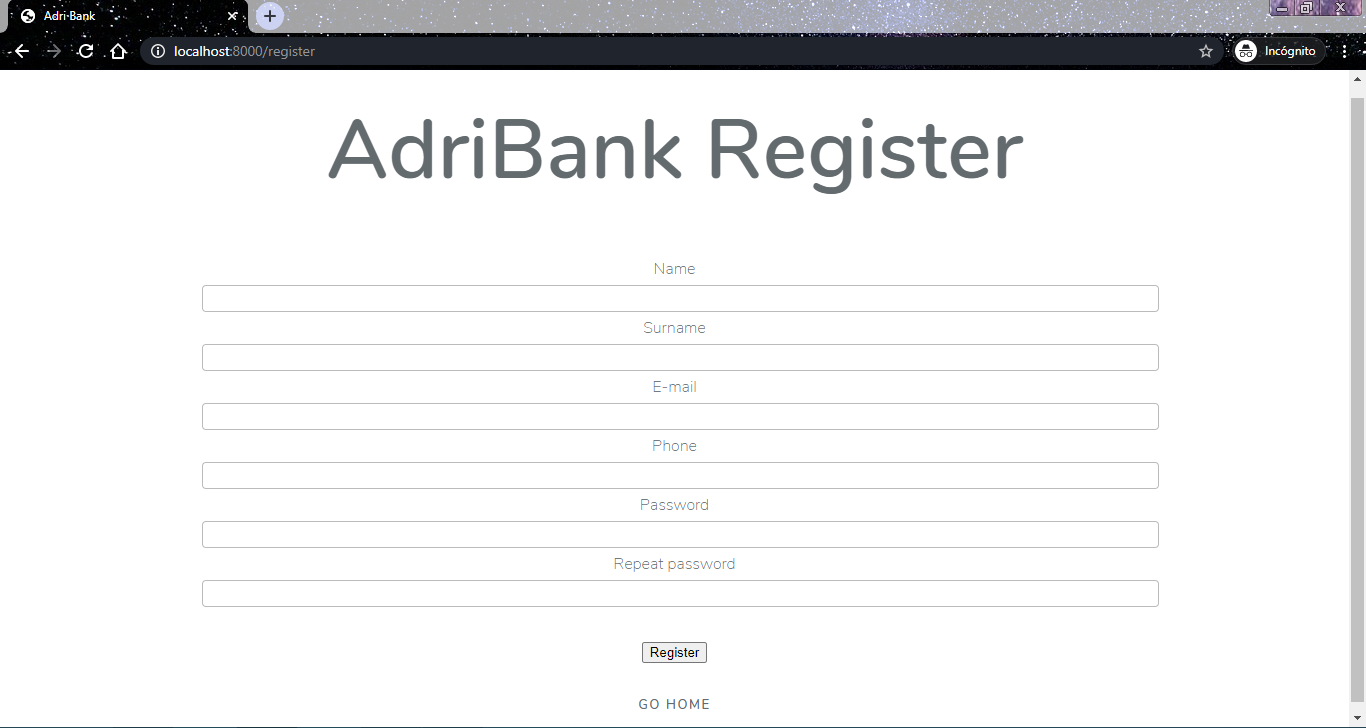 Adri-Bank
localhost:8000/register
Incógnito
AdriBank Register
Name
Surname
E-mail
Phone
Password
Repeat password
Register
GO HOME